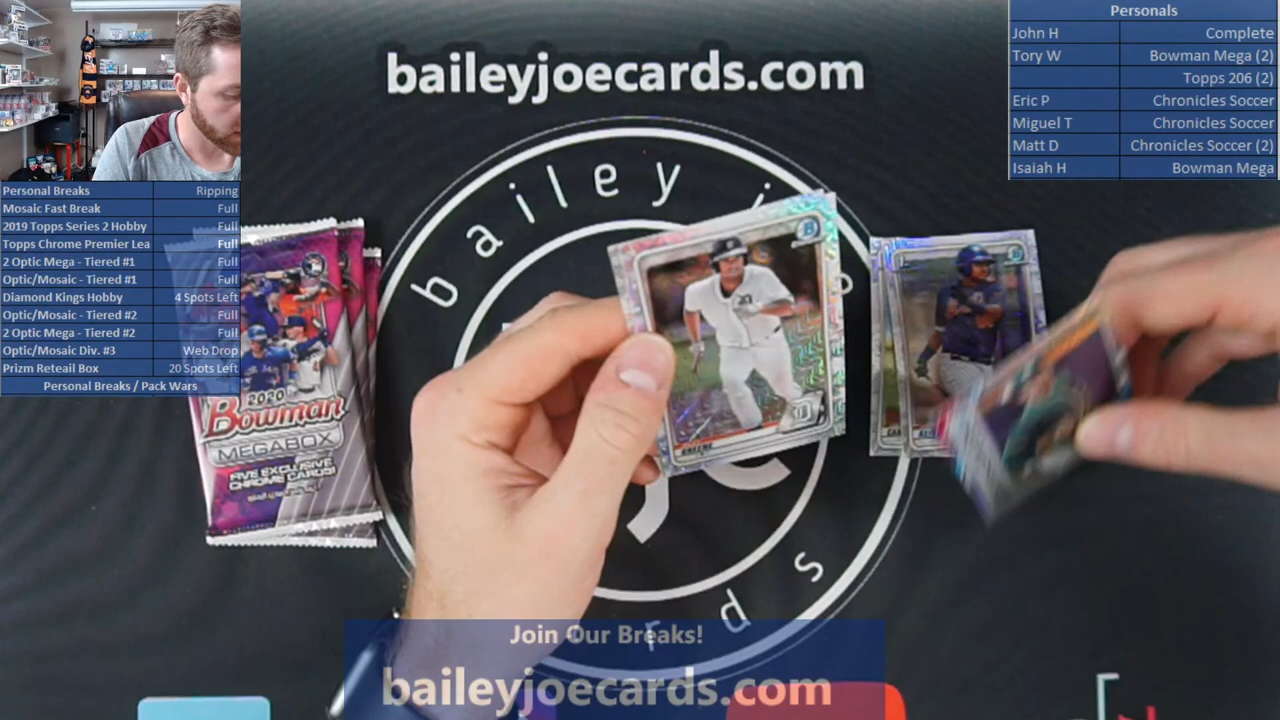 baileyjoecards.com
Personals
John H Complete
Tory W Bowman Mega (2)
Topps 206 (2)
Eric P Chronicles Soccer
Miguel T Chronicles Soccer
Matt D Chronicles Soccer (2)
Isaiah H Bowman Mega
Personal Breaks Ripping
Mosaic Fast Break Full
2019 Topps Series 2 Hobby Full
Topps Chrome Premier Lea Full
2 Optic Mega - Tiered #1 Full
Optic/Mosaic - Tiered #1 Full
Diamond Kings Hobby 4 Spots Left
Optic/Mosaic - Tiered #2 Full
2 Optic Mega - Tiered #2 Full
Optic/Mosaic Div. #3 Web Drop
Prizm Reteail Box 20 Spots Left
Personal Breaks / Pack Wars
bailey j
GREENE
2020
Bowman
MEGABOX
FIVE EXCLUSIVE
CHROME CARDS!
Join Our Breaks!
baileyjoecards.com